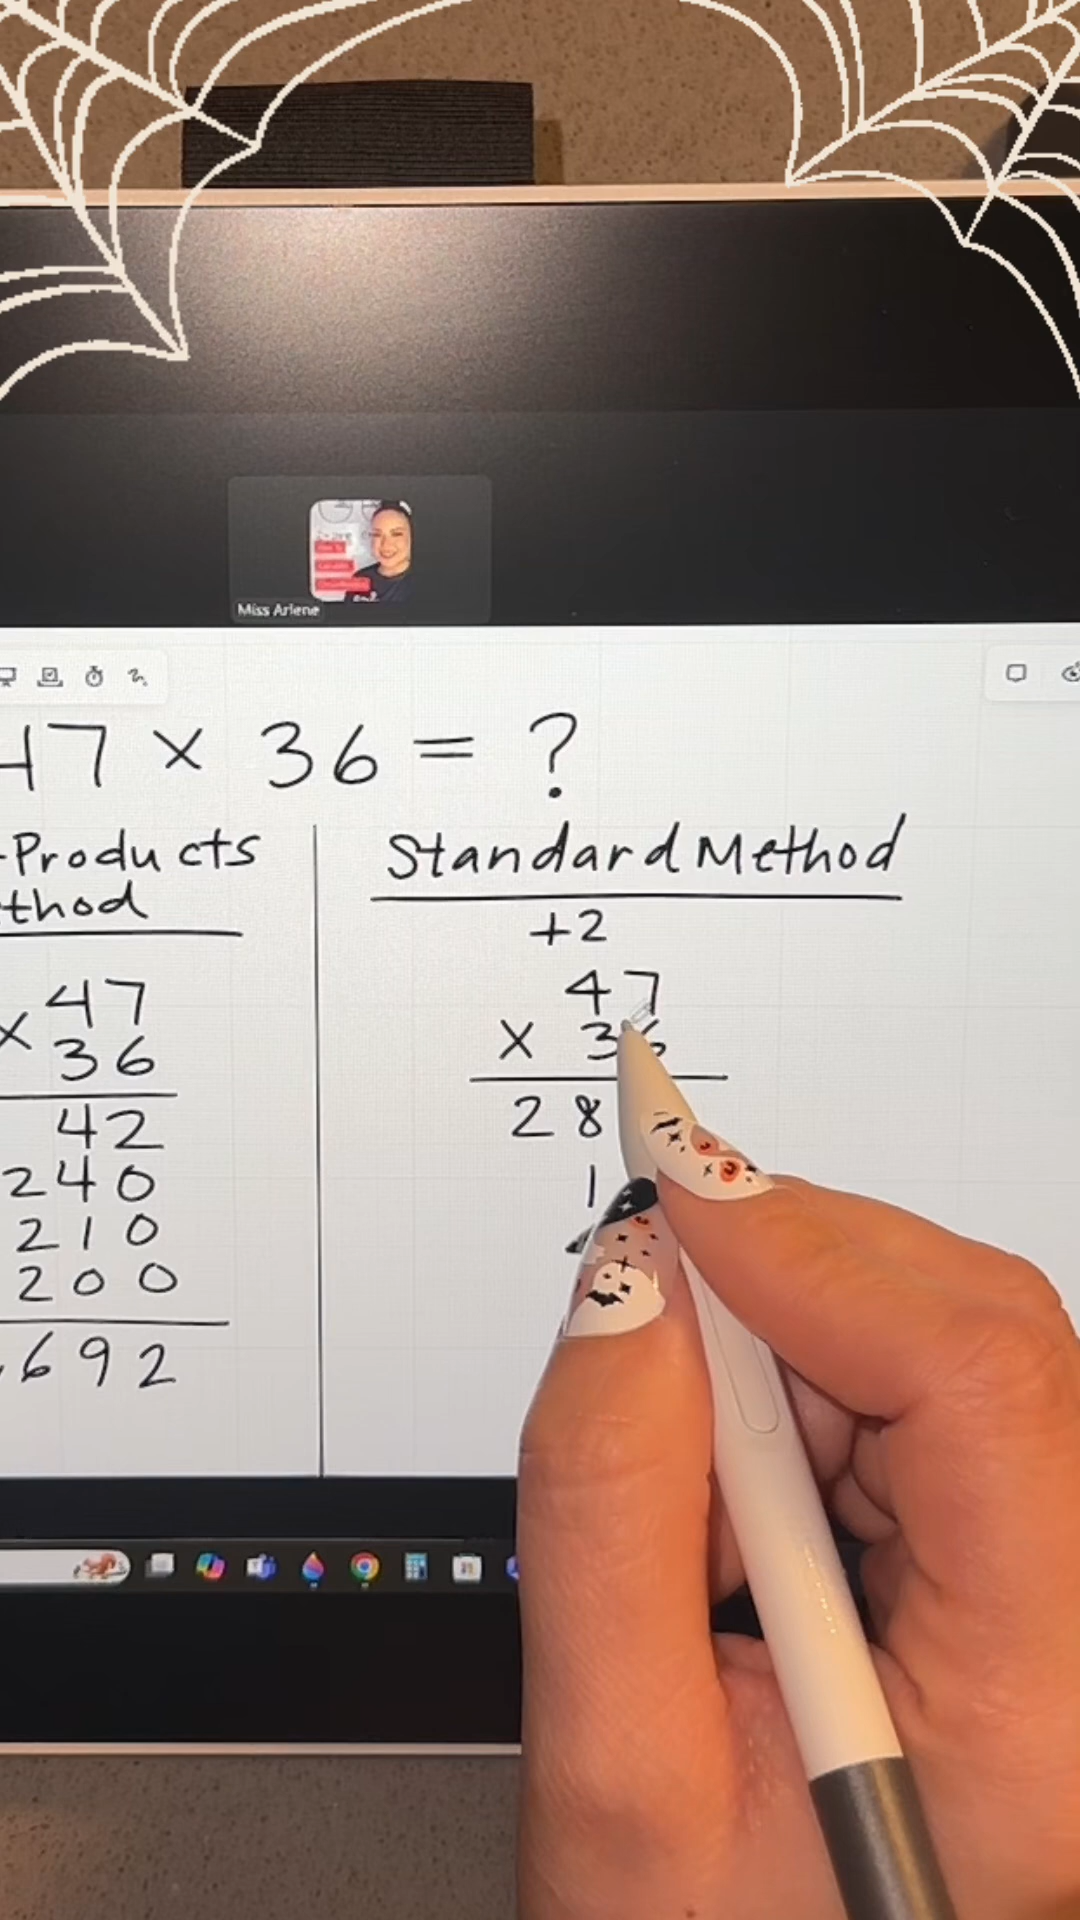 Miss Arlene
47 × 36 = ?
-Products
thod
47
× 36
42
240
210
200
692
Standard Method
+2
47
× 36
28
1